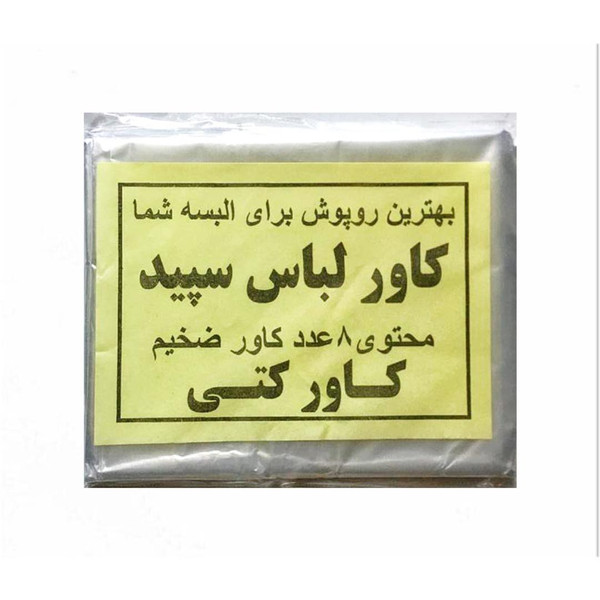 بهترین روپوش برای البسه شما
کاور لباس سپید
محتوی ۸ عدد کاور ضخیم
کاور کتی